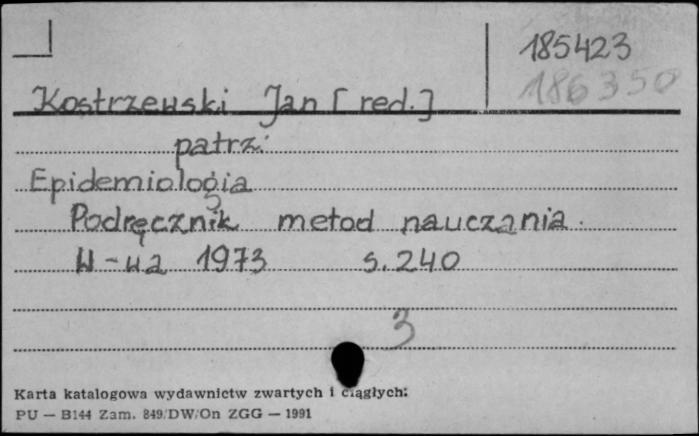 185423
186350
Kostrzewski Jan [red.]
patrz:
Epidemiologia
Podręcznik metod nauczania.
W-wa 1973 s. 240
3
Karta katalogowa wydawnictw zwartych i ciągłych:
PU — B144 Zam. 849/DW/On ZGG — 1991